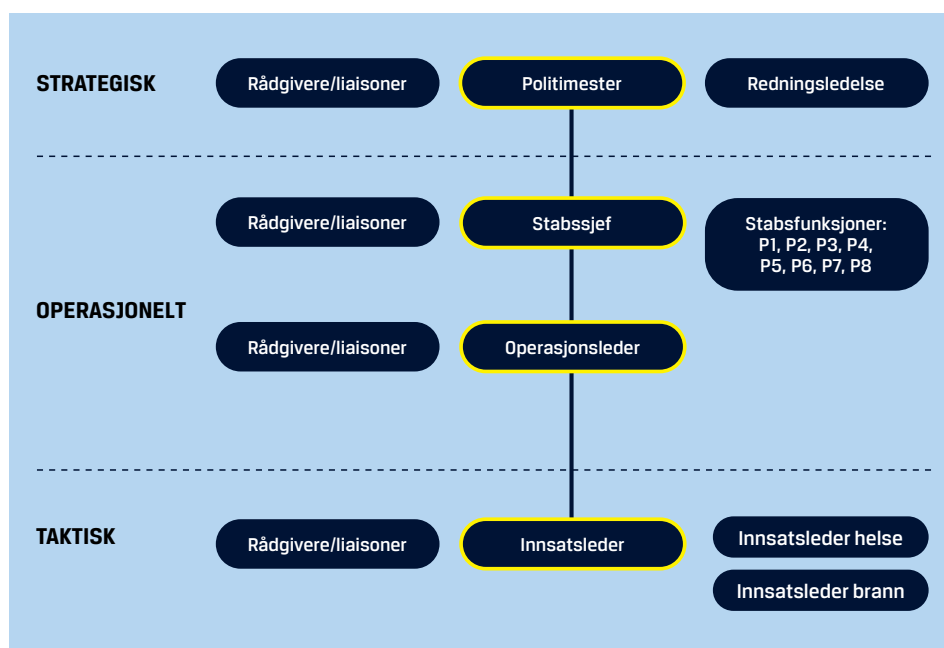 STRATEGISK
Rådgivere/liaisoner
Politimester
Redningsledelse
Rådgivere/liaisoner
Stabssjef
Stabsfunksjoner:
P1, P2, P3, P4,
P5, P6, P7, P8
OPERASJONELT
Rådgivere/liaisoner
Operasjonsleder
TAKTISK
Rådgivere/liaisoner
Innsatsleder
Innsatsleder helse
Innsatsleder brann